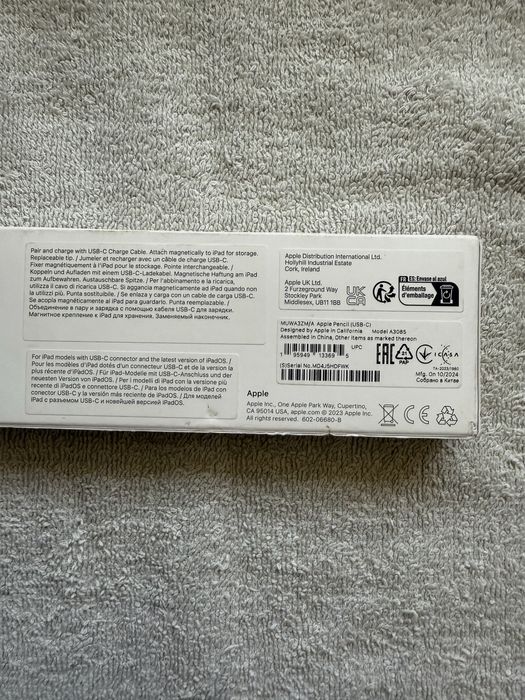 Pair and charge with USB-C Charge Cable. Attach magnetically to iPad for storage.
Replaceable tip. / Jumeler et recharger avec un câble de charge USB-C.
Fixer magnétiquement à l'iPad pour le stockage. Pointe interchangeable. /
Koppeln und Aufladen mit einem USB-C-Ladekabel. Magnetische Haftung am iPad
zum Aufbewahren. Austauschbare Spitze. / Per l'abbinamento e la ricarica,
utilizza il cavo di ricarica USB-C. Si aggancia magneticamente all'iPad quando non
lo utilizzi più. Punta sostituibile. / Se enlaza y carga con un cable de carga USB-C.
Se acopla magnéticamente al iPad para guardarlo. Punta reemplazable. /
Объединение в пару и зарядка с помощью кабеля USB-C для зарядки.
Магнитное крепление к iPad для хранения. Заменяемый наконечник.
For iPad models with USB-C connector and the latest version of iPadOS. /
Pour les modèles d'iPad dotés d'un connecteur USB-C et de la version la
plus récente d'iPadOS. / Für iPad-Modelle mit USB-C Anschluss und der
neuesten Version von iPadOS. / Per i modelli di iPad con la versione più
recente di iPadOS e connettore USB-C. / Para los modelos de iPad con
conector USB-C y la versión más reciente de iPadOS. / Для моделей
iPad с разъемом USB-C и новейшей версией iPadOS.
Apple Distribution International Ltd.
Hollyhill Industrial Estate
Cork, Ireland
Apple UK Ltd.
2 Furzeground Way
Stockley Park
Middlesex, UB11 1BB
UK
CA
FR ES: Envase al azul
Éléments
d'emballage
MUWA3ZM/A Apple Pencil (USB-C)
Designed by Apple in California Model A3085
Assembled in China, Other items as marked thereon
UPC
1 95949 13369 5
(S)Serial No. MD4J5HDFWK
EAC
PAP
ICASA
TA-2023/1980
Mfg. On 10/2024
Собрано в Китае
Apple
Apple Inc., One Apple Park Way, Cupertino,
CA 95014 USA, apple.com © 2023 Apple Inc.
All rights reserved. 602-06680-B
CE